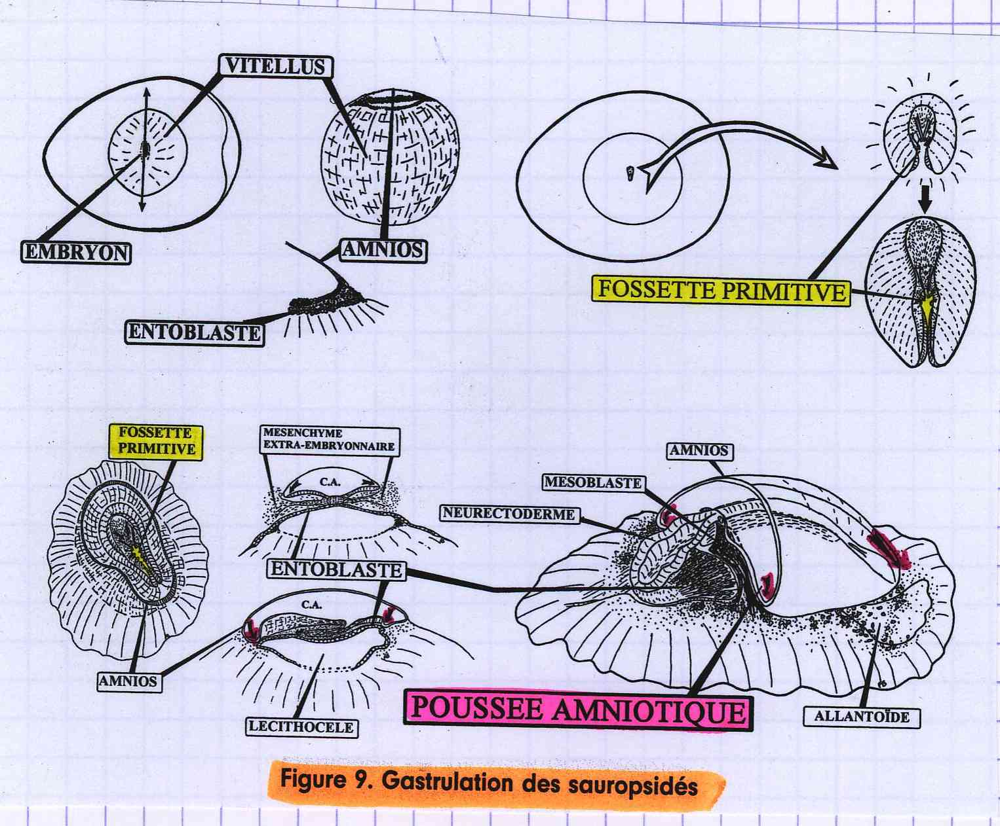 VITELLUS
EMBRYON
AMNIOS
ENTOBLASTE
FOSSETTE PRIMITIVE
FOSSETTE
PRIMITIVE
MESENCHYME
EXTRA-EMBRYONNAIRE
C.A.
ENTOBLASTE
C.A.
AMNIOS
LECITHOCELE
AMNIOS
MESOBLASTE
NEURECTODERME
POUSSEE AMNIOTIQUE
ALLANTOÏDE
Figure 9. Gastrulation des sauropsidés